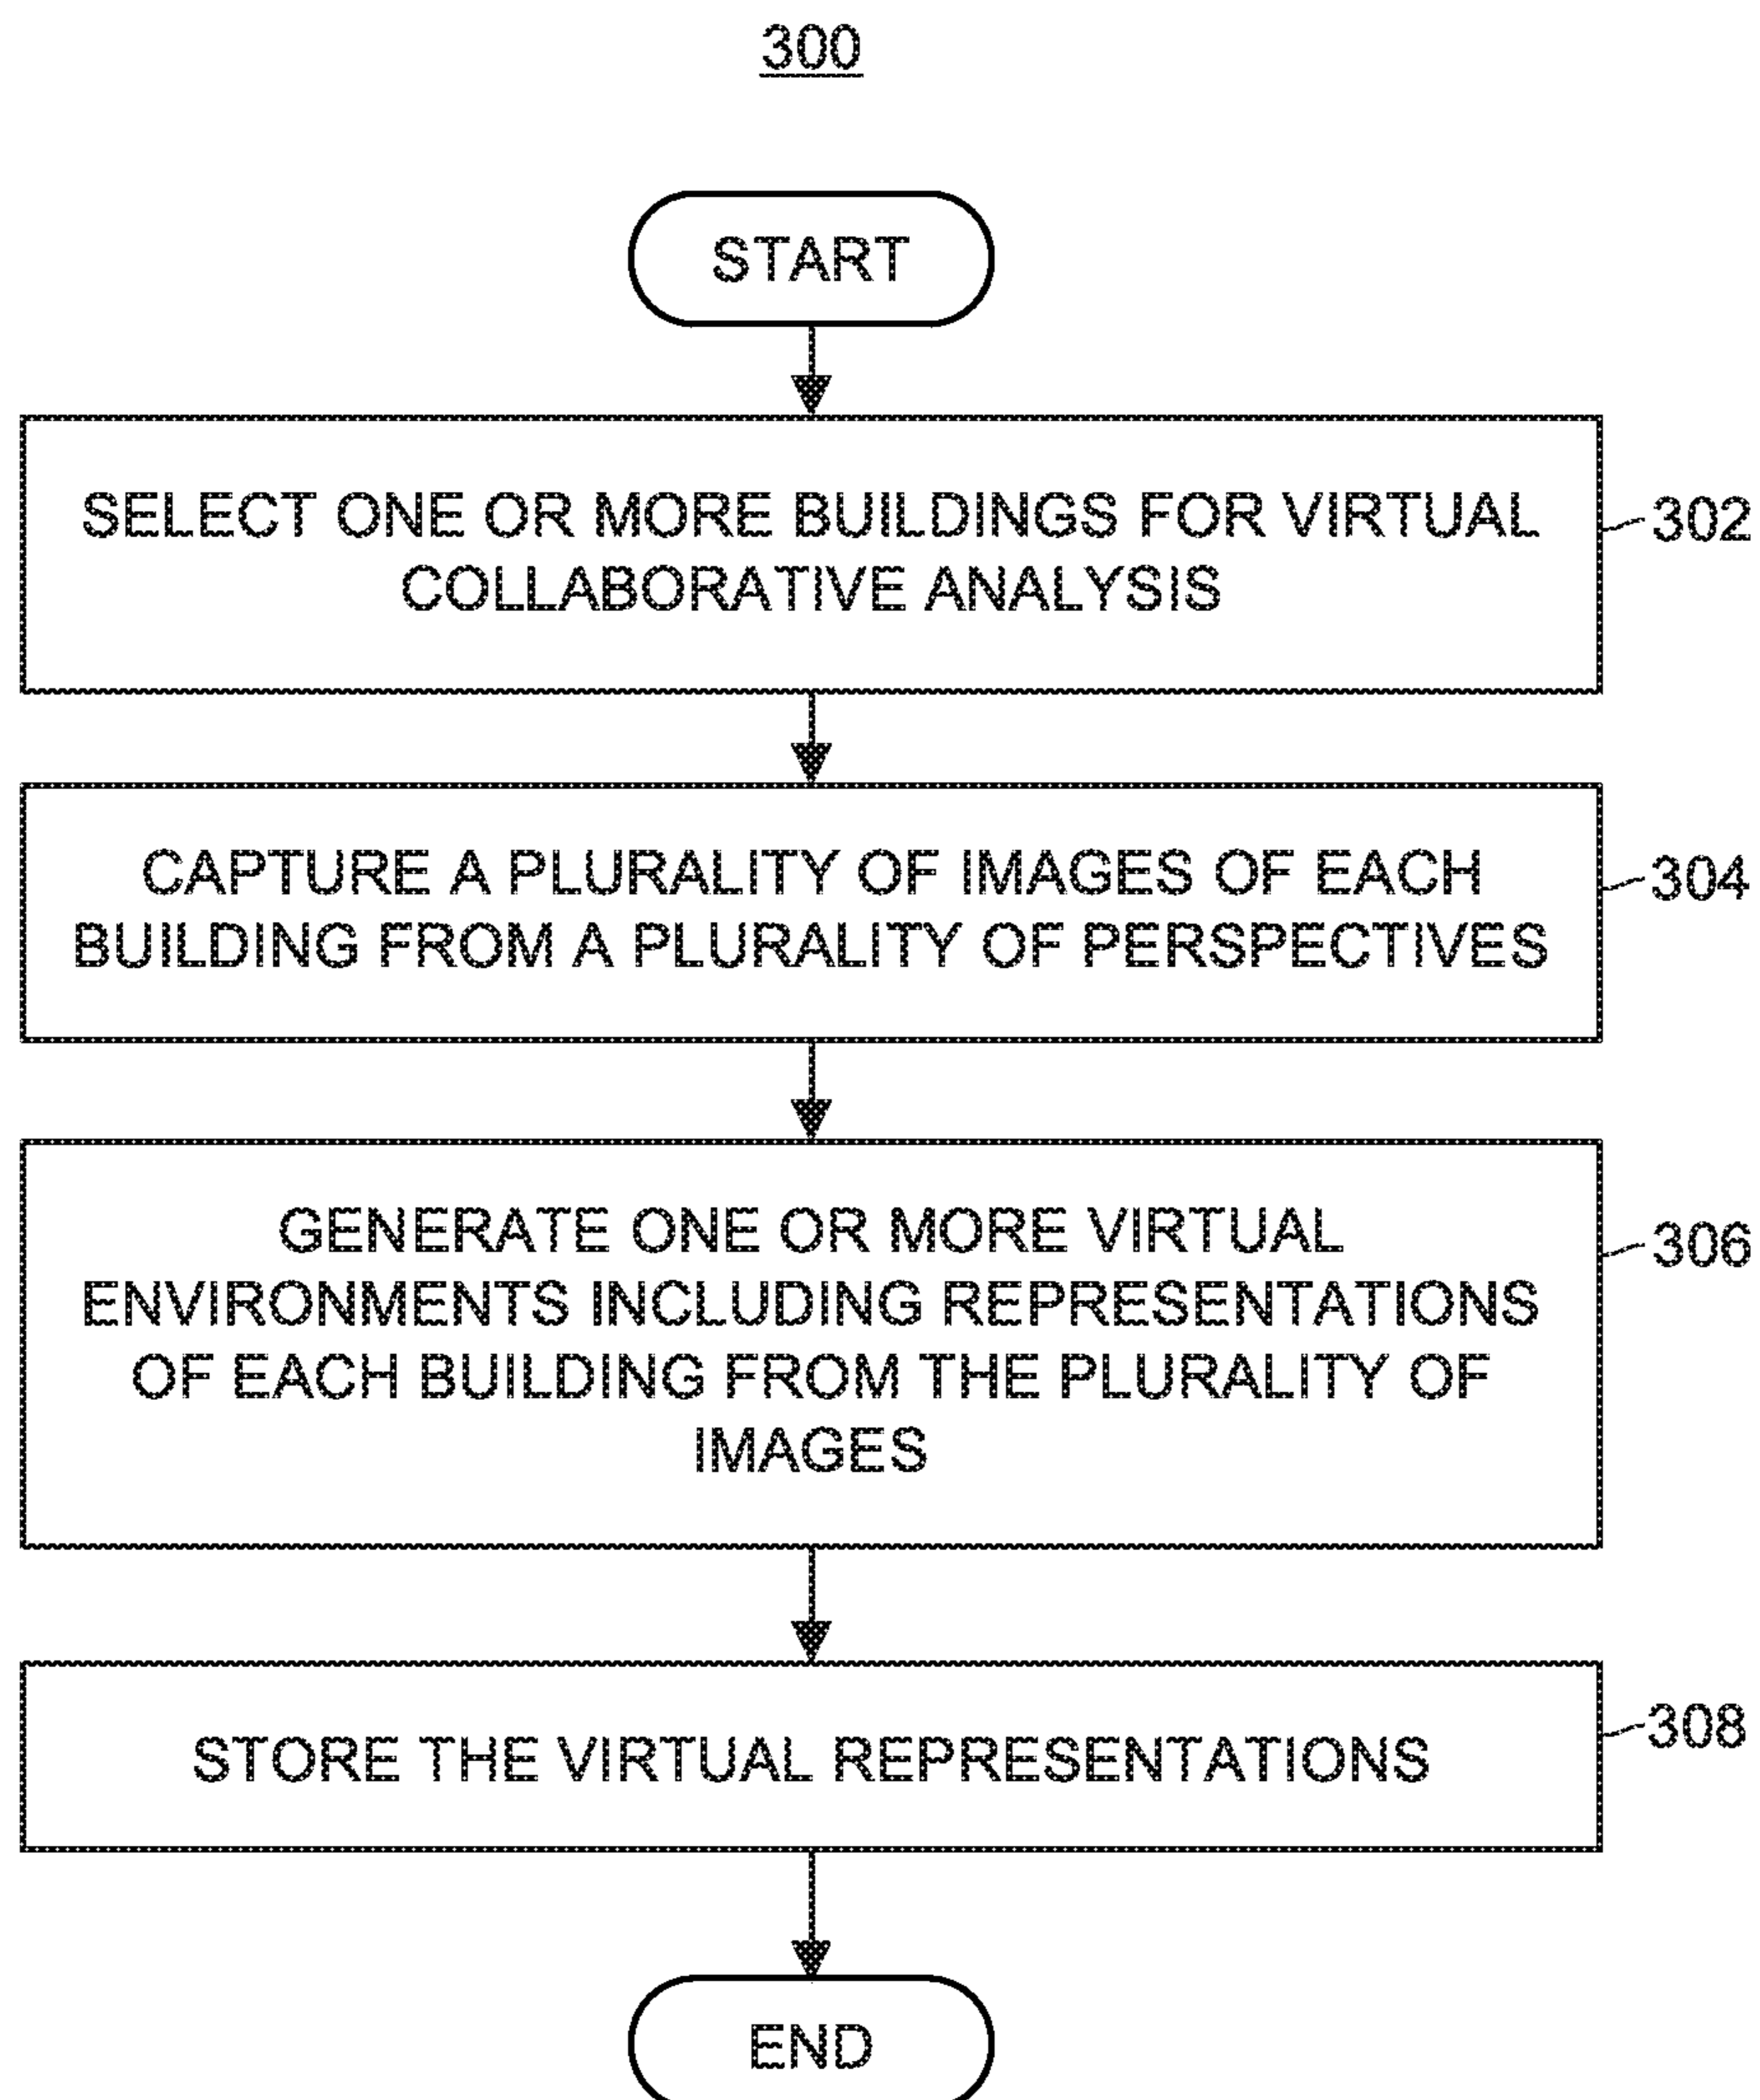 300
START
SELECT ONE OR MORE BUILDINGS FOR VIRTUAL
COLLABORATIVE ANALYSIS
302
CAPTURE A PLURALITY OF IMAGES OF EACH
BUILDING FROM A PLURALITY OF PERSPECTIVES
304
GENERATE ONE OR MORE VIRTUAL
ENVIRONMENTS INCLUDING REPRESENTATIONS
OF EACH BUILDING FROM THE PLURALITY OF
IMAGES
306
STORE THE VIRTUAL REPRESENTATIONS
308
END